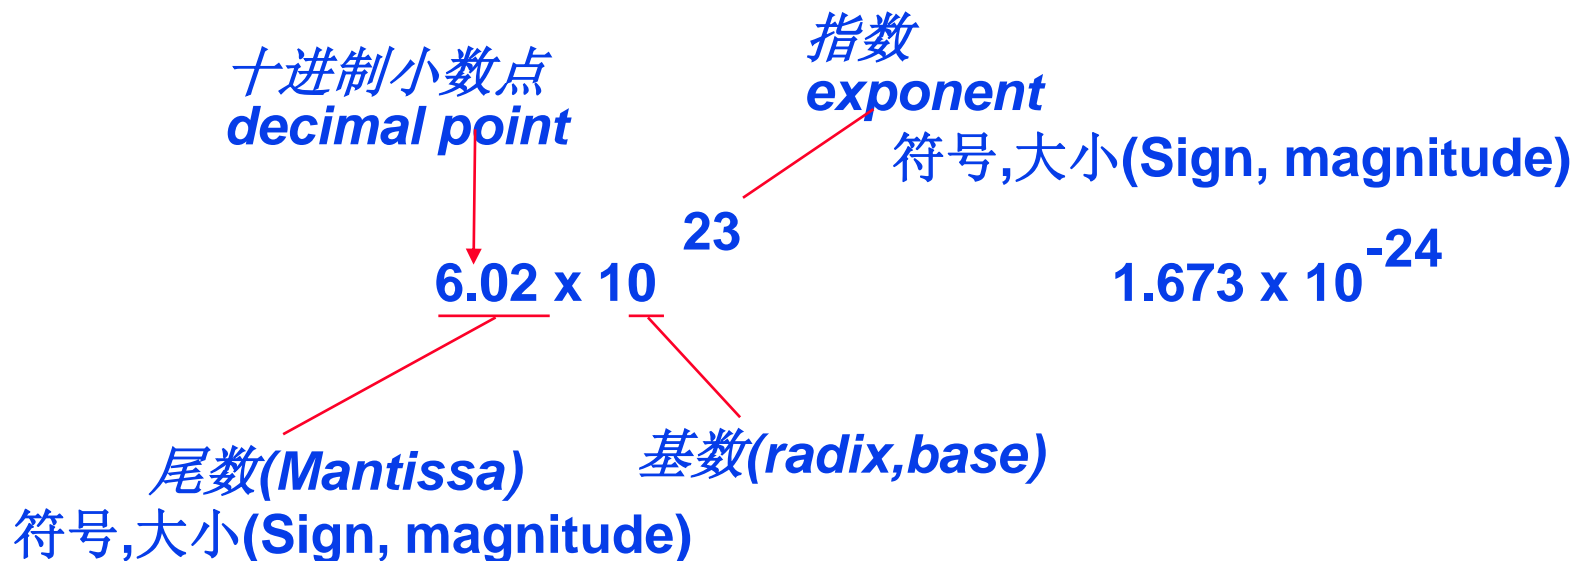 十进制小数点
decimal point
指数
exponent
符号,大小(Sign, magnitude)
6.02 x 10 23
1.673 x 10 -24
尾数(Mantissa)
符号,大小(Sign, magnitude)
基数(radix,base)